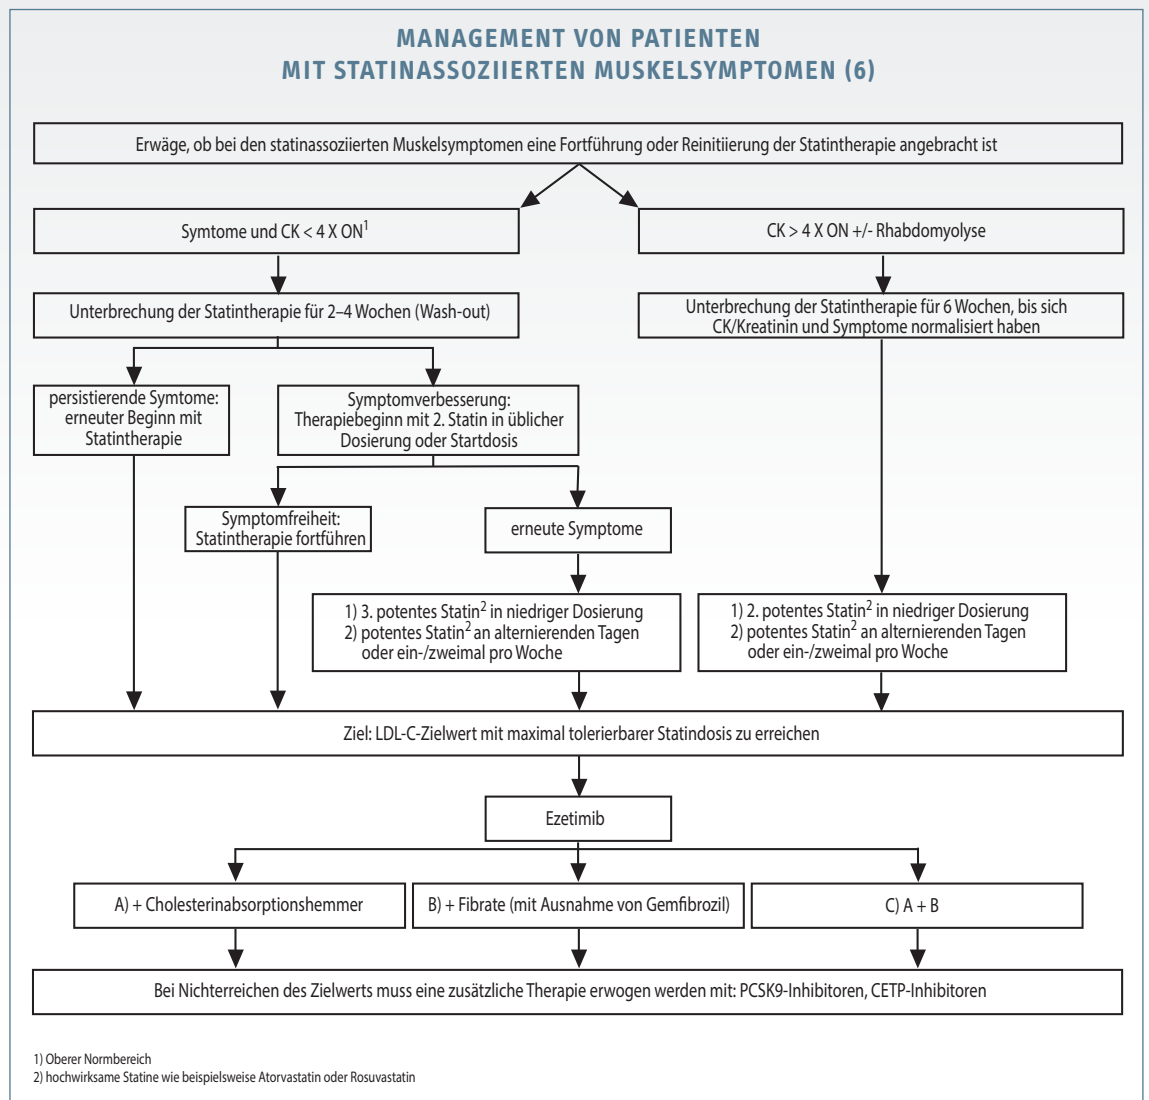 MANAGEMENT VON PATIENTEN
MIT STATINASSOZIIERTEN MUSKELSYMPTOMEN (6)
Erwäge, ob bei den statinassoziierten Muskelsymptomen eine Fortführung oder Reinitiierung der Statintherapie angebracht ist
Symtome und CK < 4 X ON¹
CK > 4 X ON +/- Rhabdomyolyse
Unterbrechung der Statintherapie für 2–4 Wochen (Wash-out)
Unterbrechung der Statintherapie für 6 Wochen, bis sich
CK/Kreatinin und Symptome normalisiert haben
persistierende Symtome:
erneuter Beginn mit
Statintherapie
Symptomverbesserung:
Therapiebeginn mit 2. Statin in üblicher
Dosierung oder Startdosis
Symptomfreiheit:
Statintherapie fortführen
erneute Symptome
1) 3. potentes Statin² in niedriger Dosierung
2) potentes Statin² an alternierenden Tagen
oder ein-/zweimal pro Woche
1) 2. potentes Statin² in niedriger Dosierung
2) potentes Statin² an alternierenden Tagen
oder ein-/zweimal pro Woche
Ziel: LDL-C-Zielwert mit maximal tolerierbarer Statindosis zu erreichen
Ezetimib
A) + Cholesterinabsorptionshemmer
B) + Fibrate (mit Ausnahme von Gemfibrozil)
C) A + B
Bei Nichterreichen des Zielwerts muss eine zusätzliche Therapie erwogen werden mit: PCSK9-Inhibitoren, CETP-Inhibitoren
1) Oberer Normbereich
2) hochwirksame Statine wie beispielsweise Atorvastatin oder Rosuvastatin